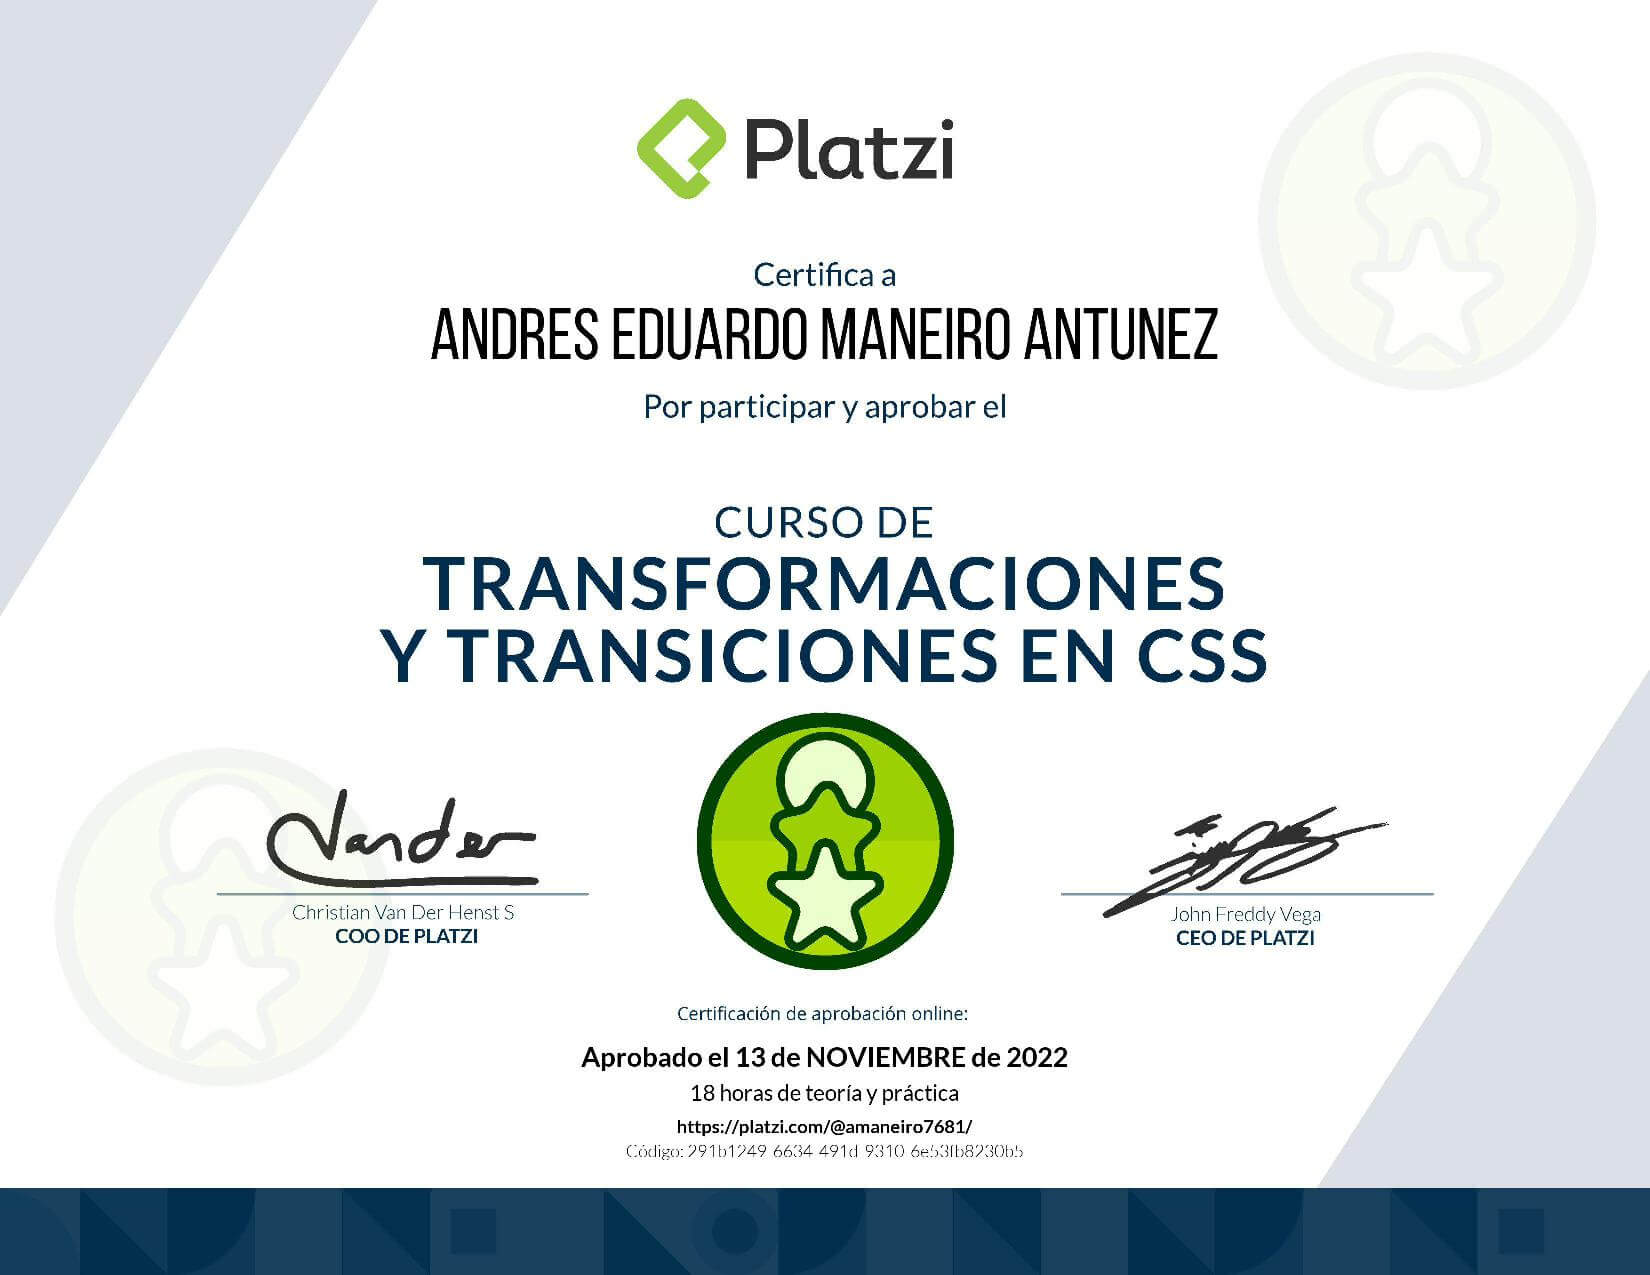 Platzi
Certifica a
ANDRES EDUARDO MANEIRO ANTUNEZ
Por participar y aprobar el
CURSO DE
TRANSFORMACIONES
Y TRANSICIONES EN CSS
Vander
Christian Van Der Henst S
COO DE PLATZI
John Freddy Vega
CEO DE PLATZI
Certificación de aprobación online:
Aprobado el 13 de NOVIEMBRE de 2022
18 horas de teoría y práctica
https://platzi.com/@amaneiro7681/
Código: 291b1249-6634-491d-9310-6e53fb8230b5